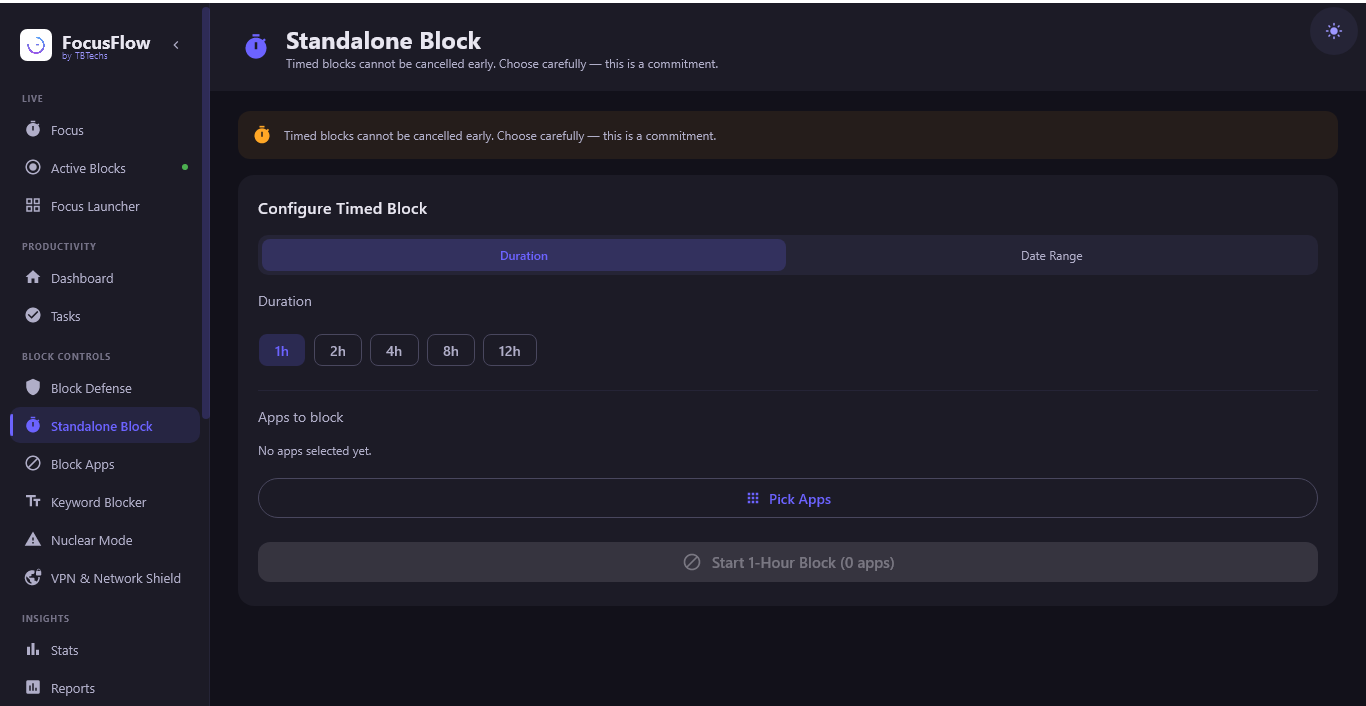 FocusFlow
by TBTechs
LIVE
Focus
Active Blocks
Focus Launcher
PRODUCTIVITY
Dashboard
Tasks
BLOCK CONTROLS
Block Defense
Standalone Block
Block Apps
Keyword Blocker
Nuclear Mode
VPN & Network Shield
INSIGHTS
Stats
Reports
Standalone Block
Timed blocks cannot be cancelled early. Choose carefully — this is a commitment.
Timed blocks cannot be cancelled early. Choose carefully — this is a commitment.
Configure Timed Block
Duration Date Range
Duration
1h 2h 4h 8h 12h
Apps to block
No apps selected yet.
Pick Apps
Start 1-Hour Block (0 apps)